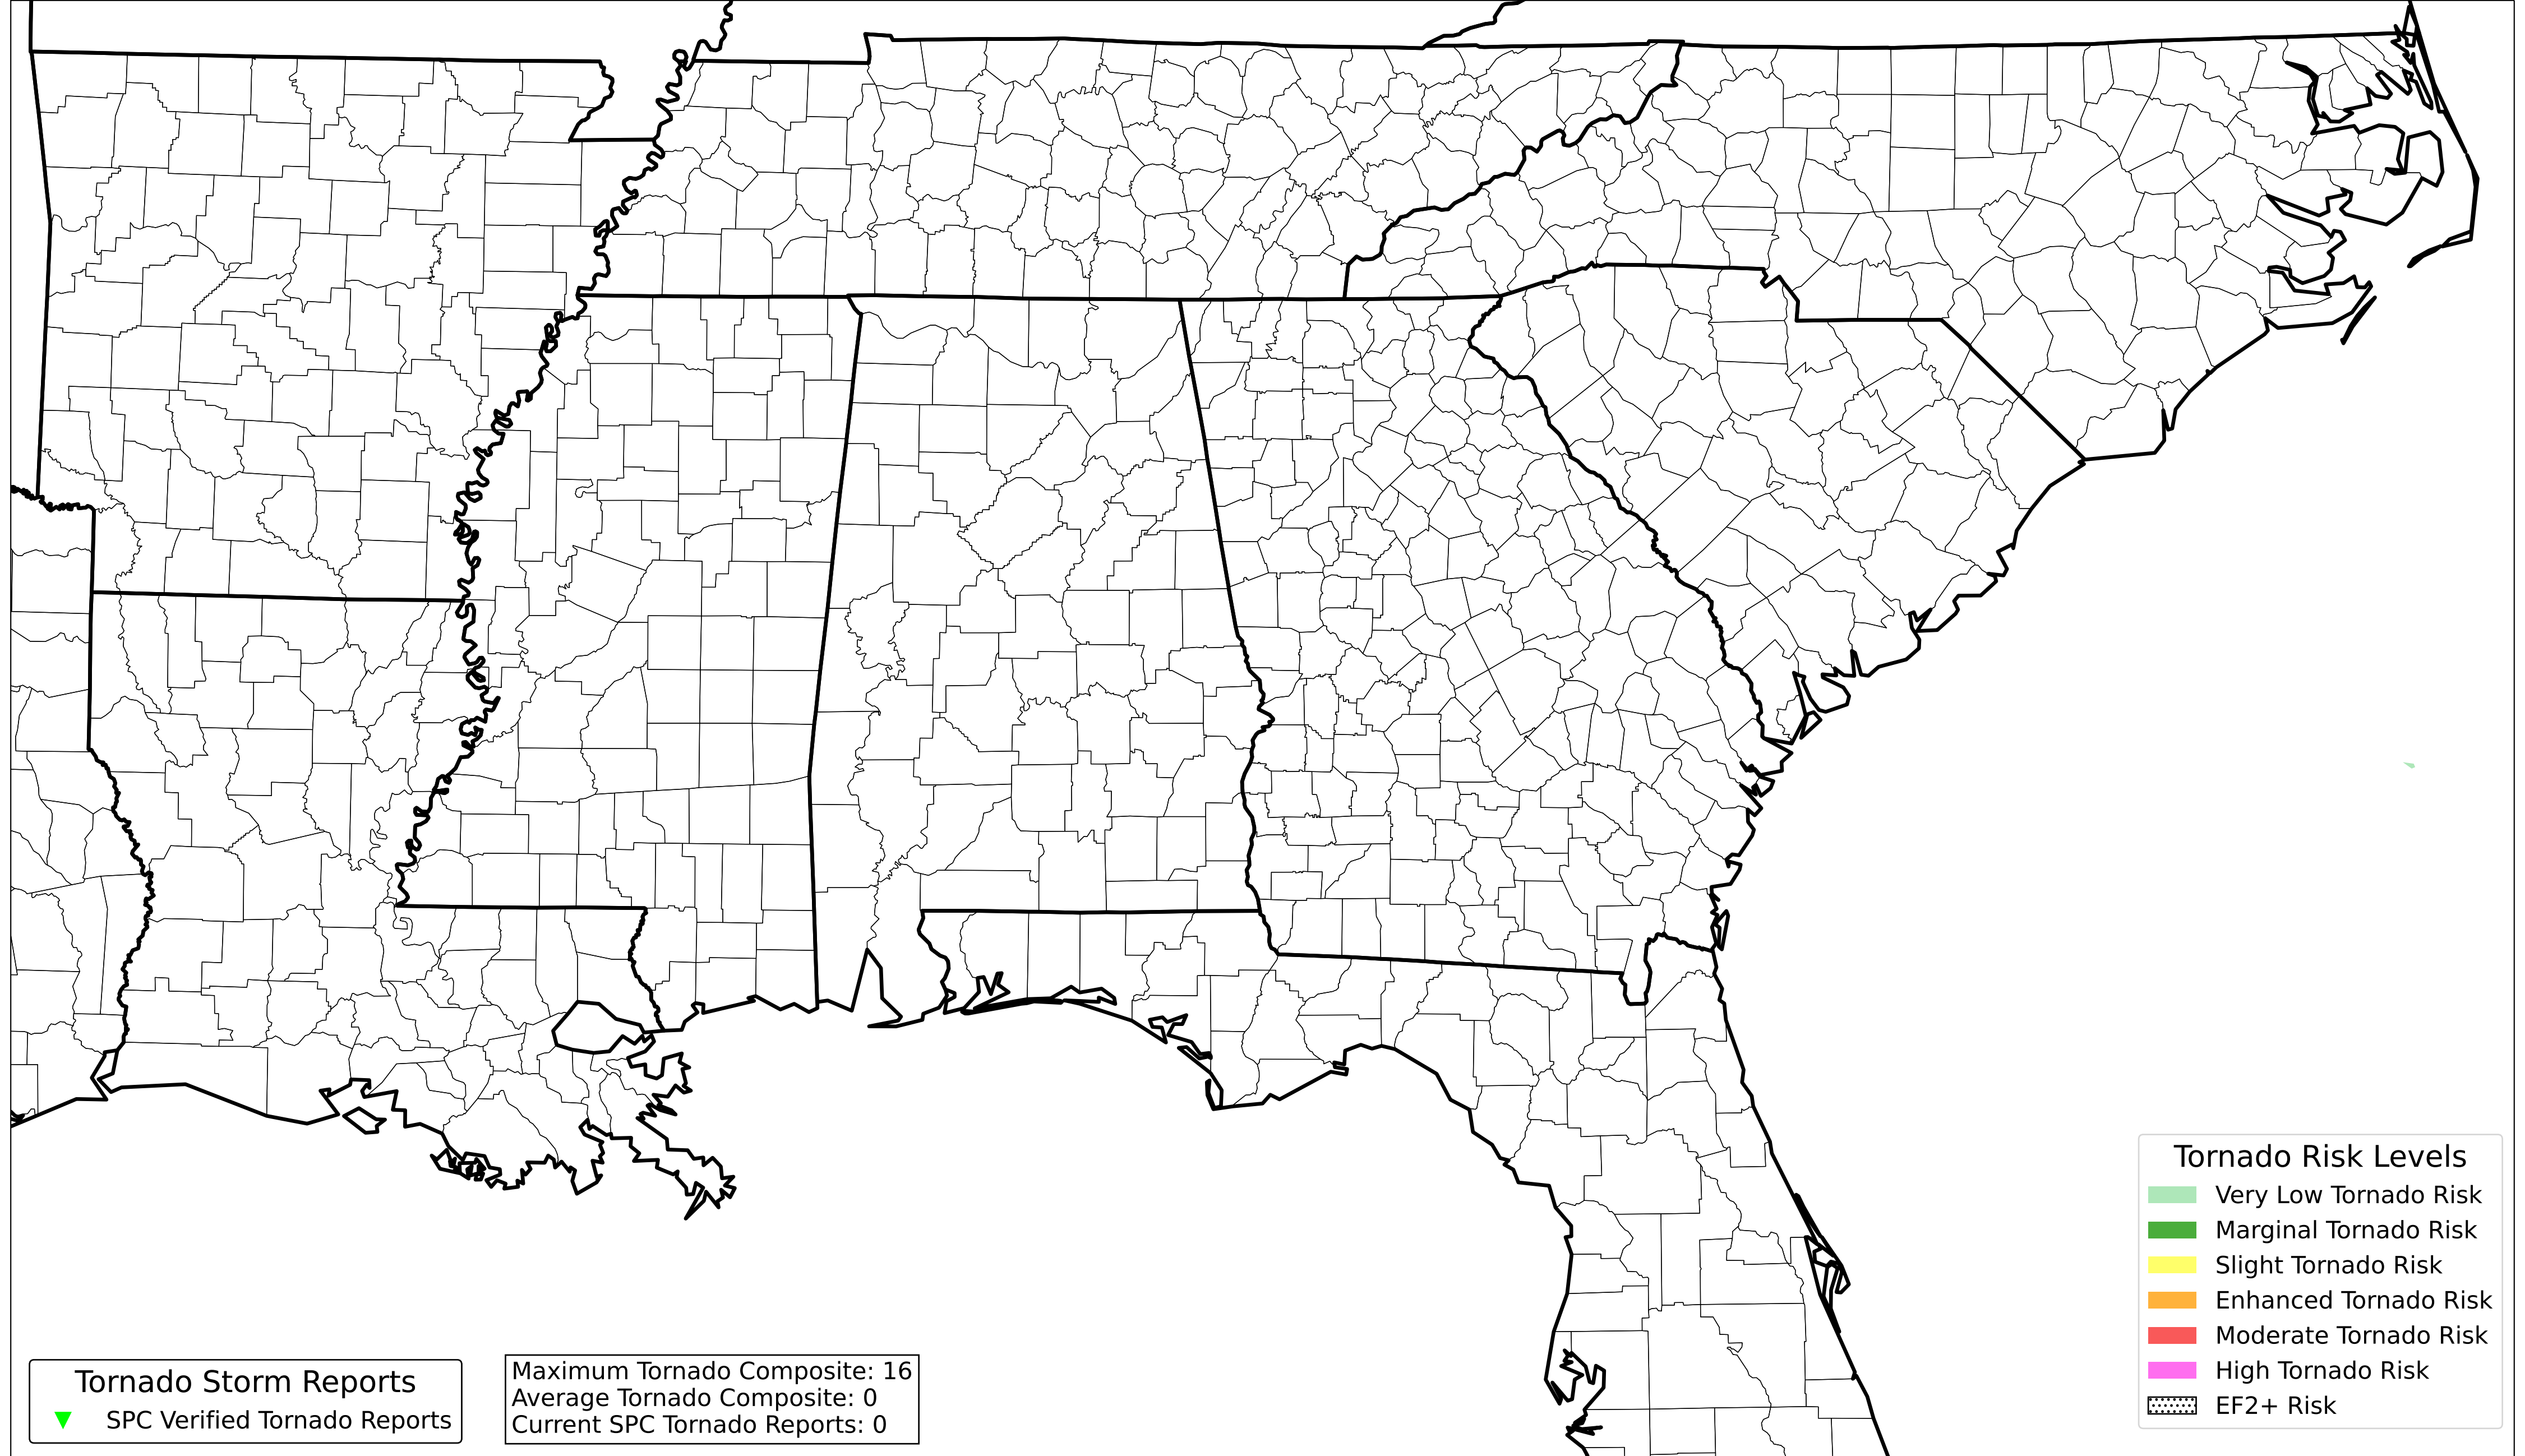 Tornado Risk Levels
Very Low Tornado Risk
Marginal Tornado Risk
Slight Tornado Risk
Enhanced Tornado Risk
Moderate Tornado Risk
High Tornado Risk
EF2+ Risk
Tornado Storm Reports
SPC Verified Tornado Reports
Maximum Tornado Composite: 16
Average Tornado Composite: 0
Current SPC Tornado Reports: 0